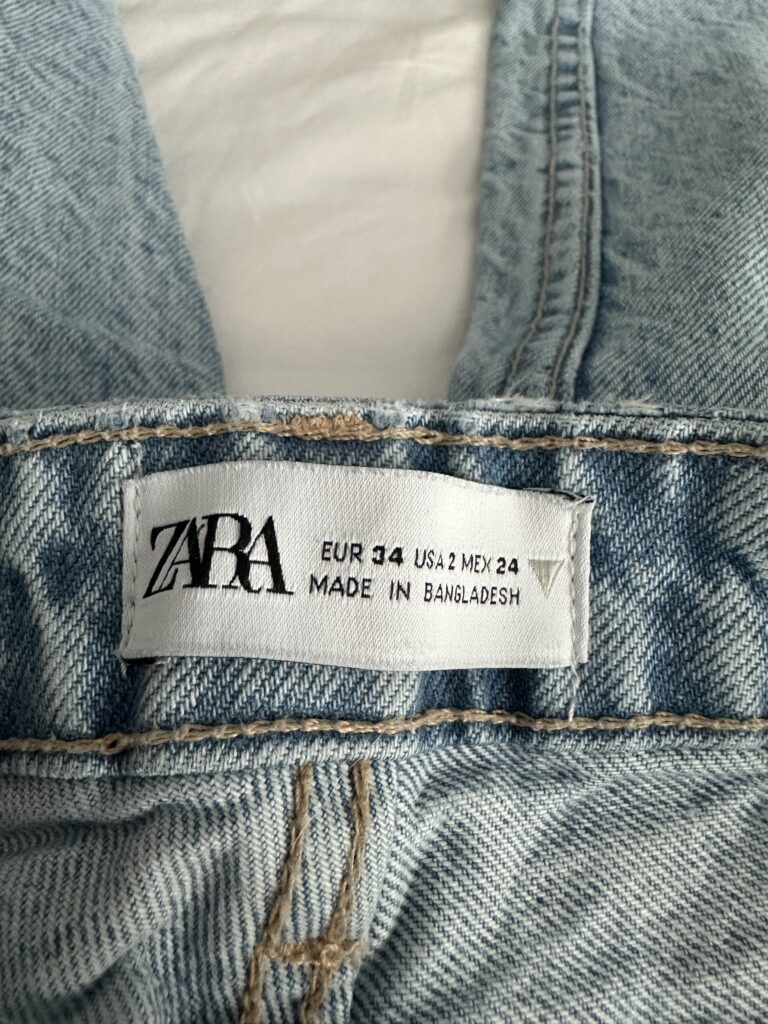 ZARA
EUR 34 USA 2 MEX 24
MADE IN BANGLADESH